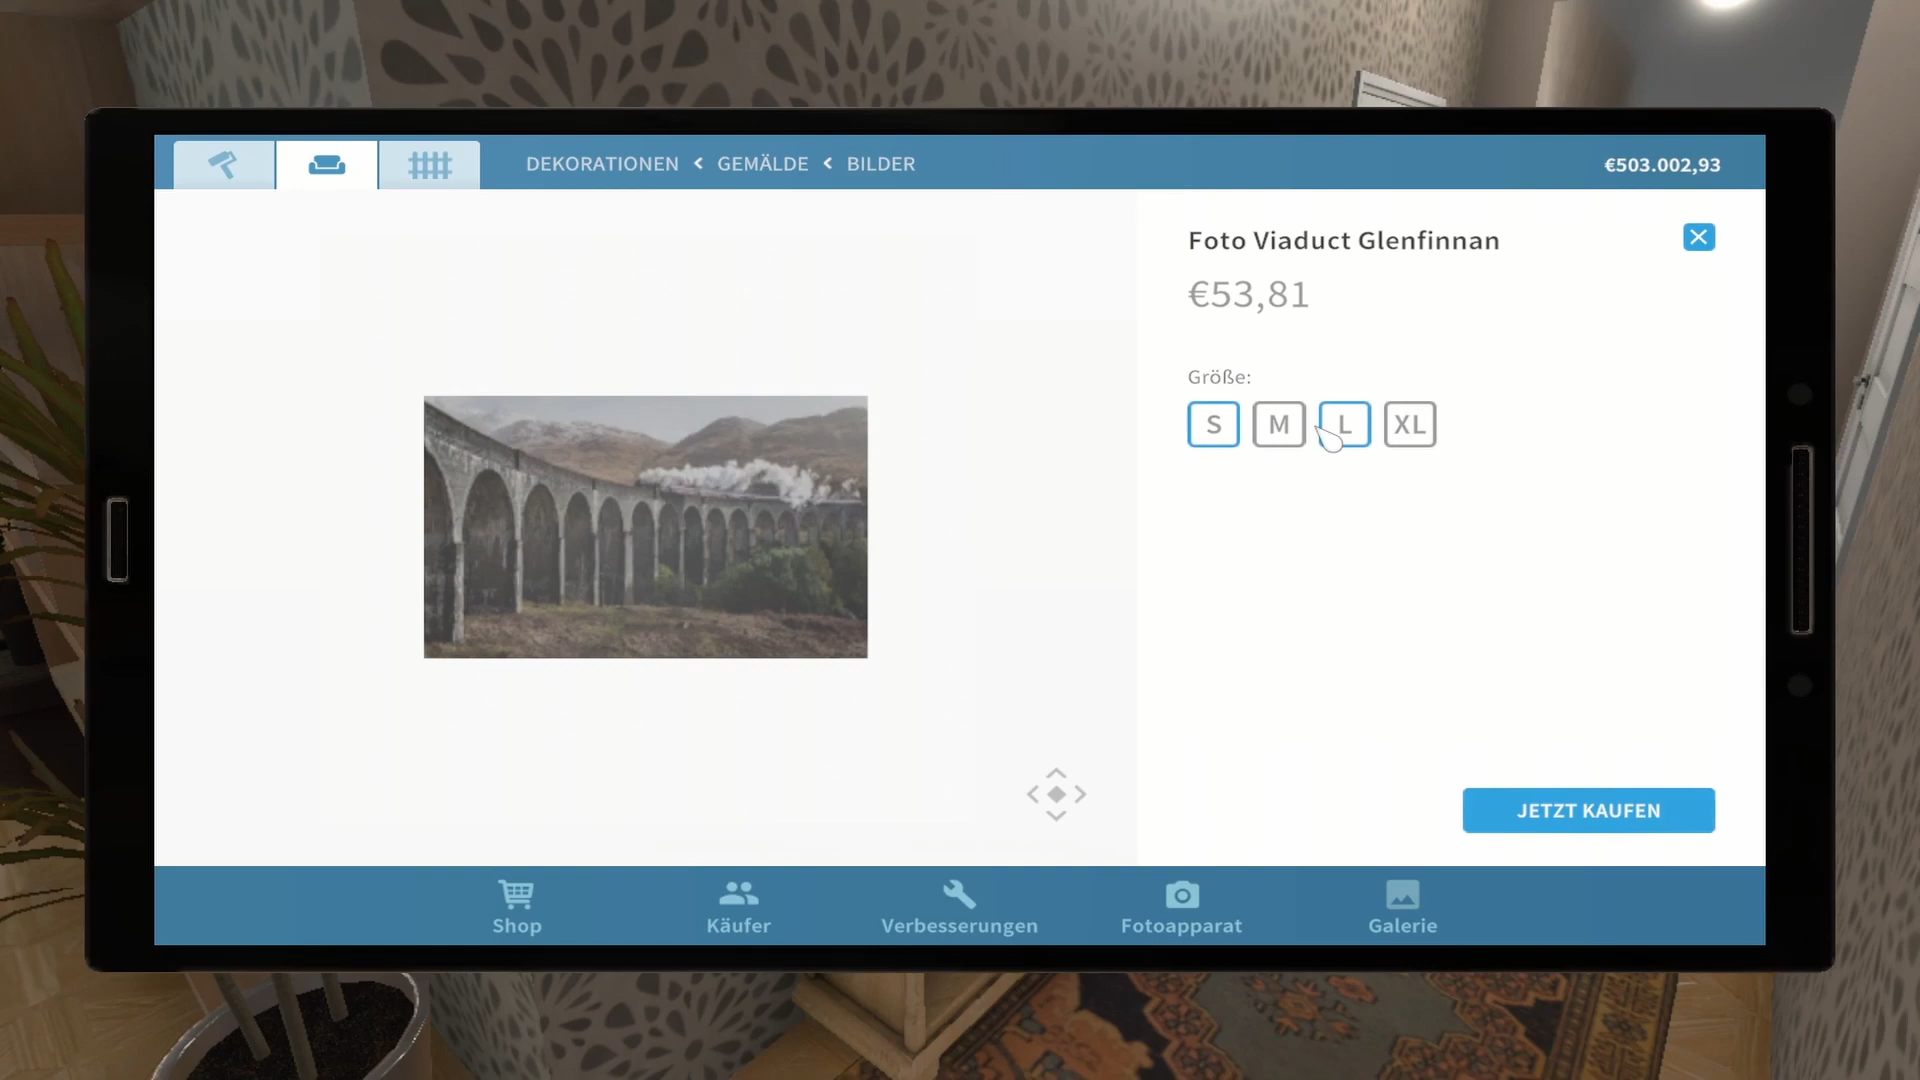 DEKORATIONEN < GEMÄLDE < BILDER
€503.002,93
Foto Viaduct Glenfinnan
€53,81
Größe:
S M L XL
JETZT KAUFEN
Shop Käufer Verbesserungen Fotoapparat Galerie